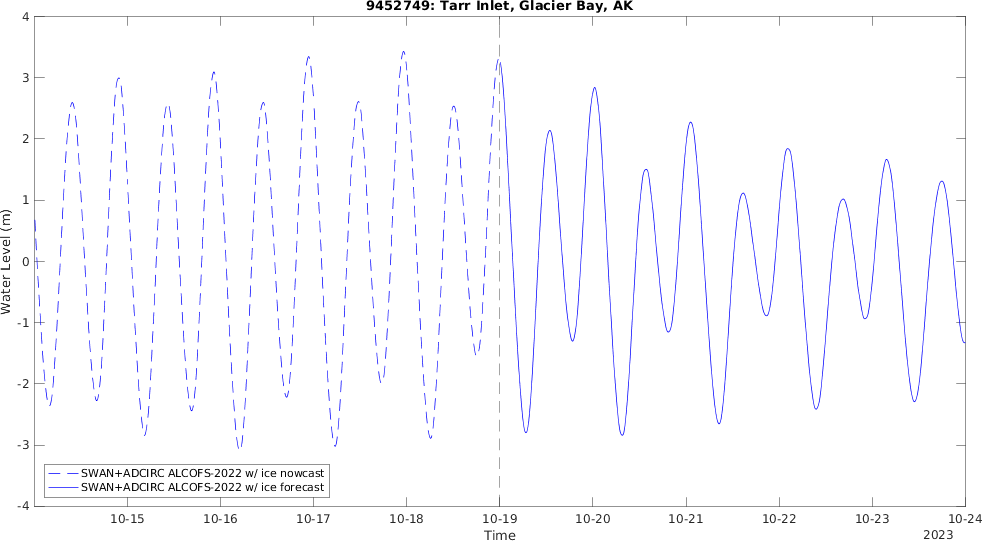 9452749: Tarr Inlet, Glacier Bay, AK
4
3
2
1
0
-1
-2
-3
-4
Water Level (m)
SWAN+ADCIRC ALCOFS-2022 w/ ice nowcast
SWAN+ADCIRC ALCOFS-2022 w/ ice forecast
10-15 10-16 10-17 10-18 10-19 10-20 10-21 10-22 10-23 10-24
Time
2023